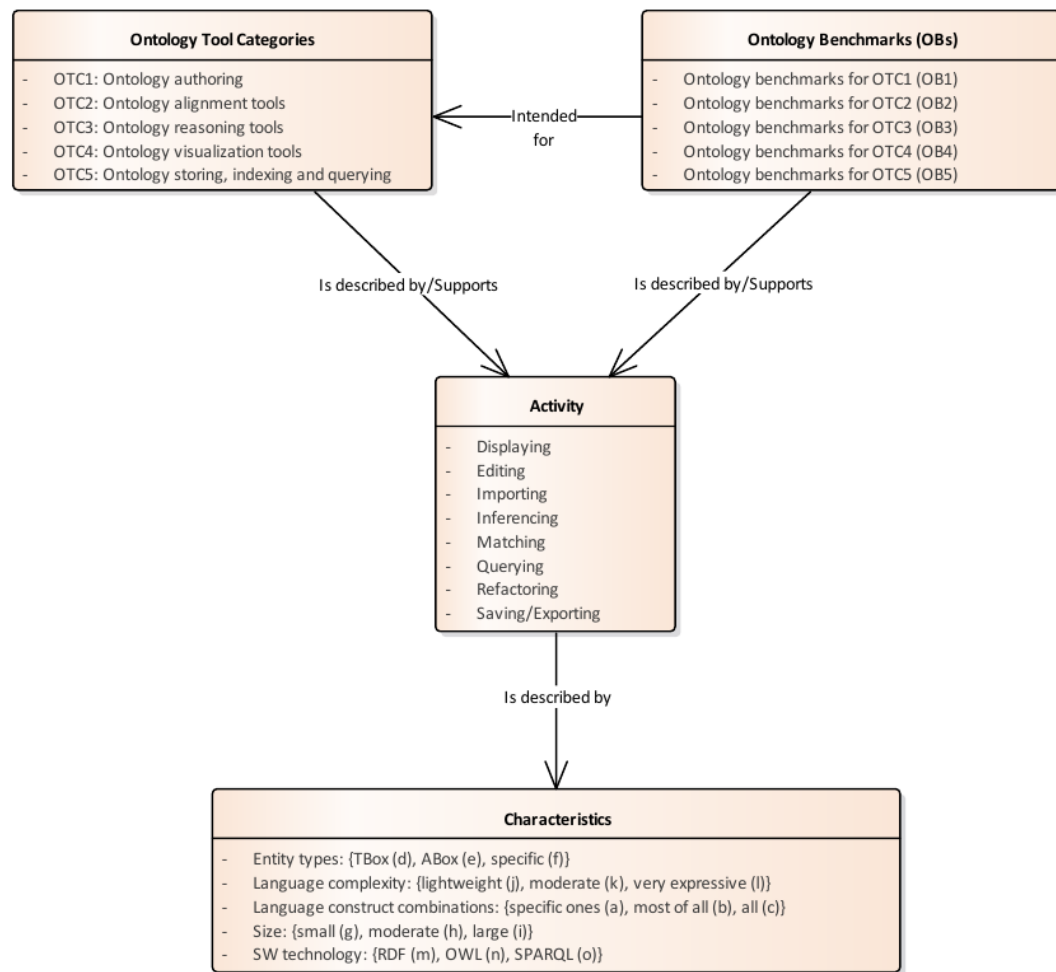 Ontology Tool Categories
- OTC1: Ontology authoring
- OTC2: Ontology alignment tools
- OTC3: Ontology reasoning tools
- OTC4: Ontology visualization tools
- OTC5: Ontology storing, indexing and querying
Ontology Benchmarks (OBs)
- Ontology benchmarks for OTC1 (OB1)
- Ontology benchmarks for OTC2 (OB2)
- Ontology benchmarks for OTC3 (OB3)
- Ontology benchmarks for OTC4 (OB4)
- Ontology benchmarks for OTC5 (OB5)
Intended
for
Is described by/Supports
Is described by/Supports
Activity
- Displaying
- Editing
- Importing
- Inferencing
- Matching
- Querying
- Refactoring
- Saving/Exporting
Is described by
Characteristics
- Entity types: {TBox (d), ABox (e), specific (f)}
- Language complexity: {lightweight (j), moderate (k), very expressive (l)}
- Language construct combinations: {specific ones (a), most of all (b), all (c)}
- Size: {small (g), moderate (h), large (i)}
- SW technology: {RDF (m), OWL (n), SPARQL (o)}